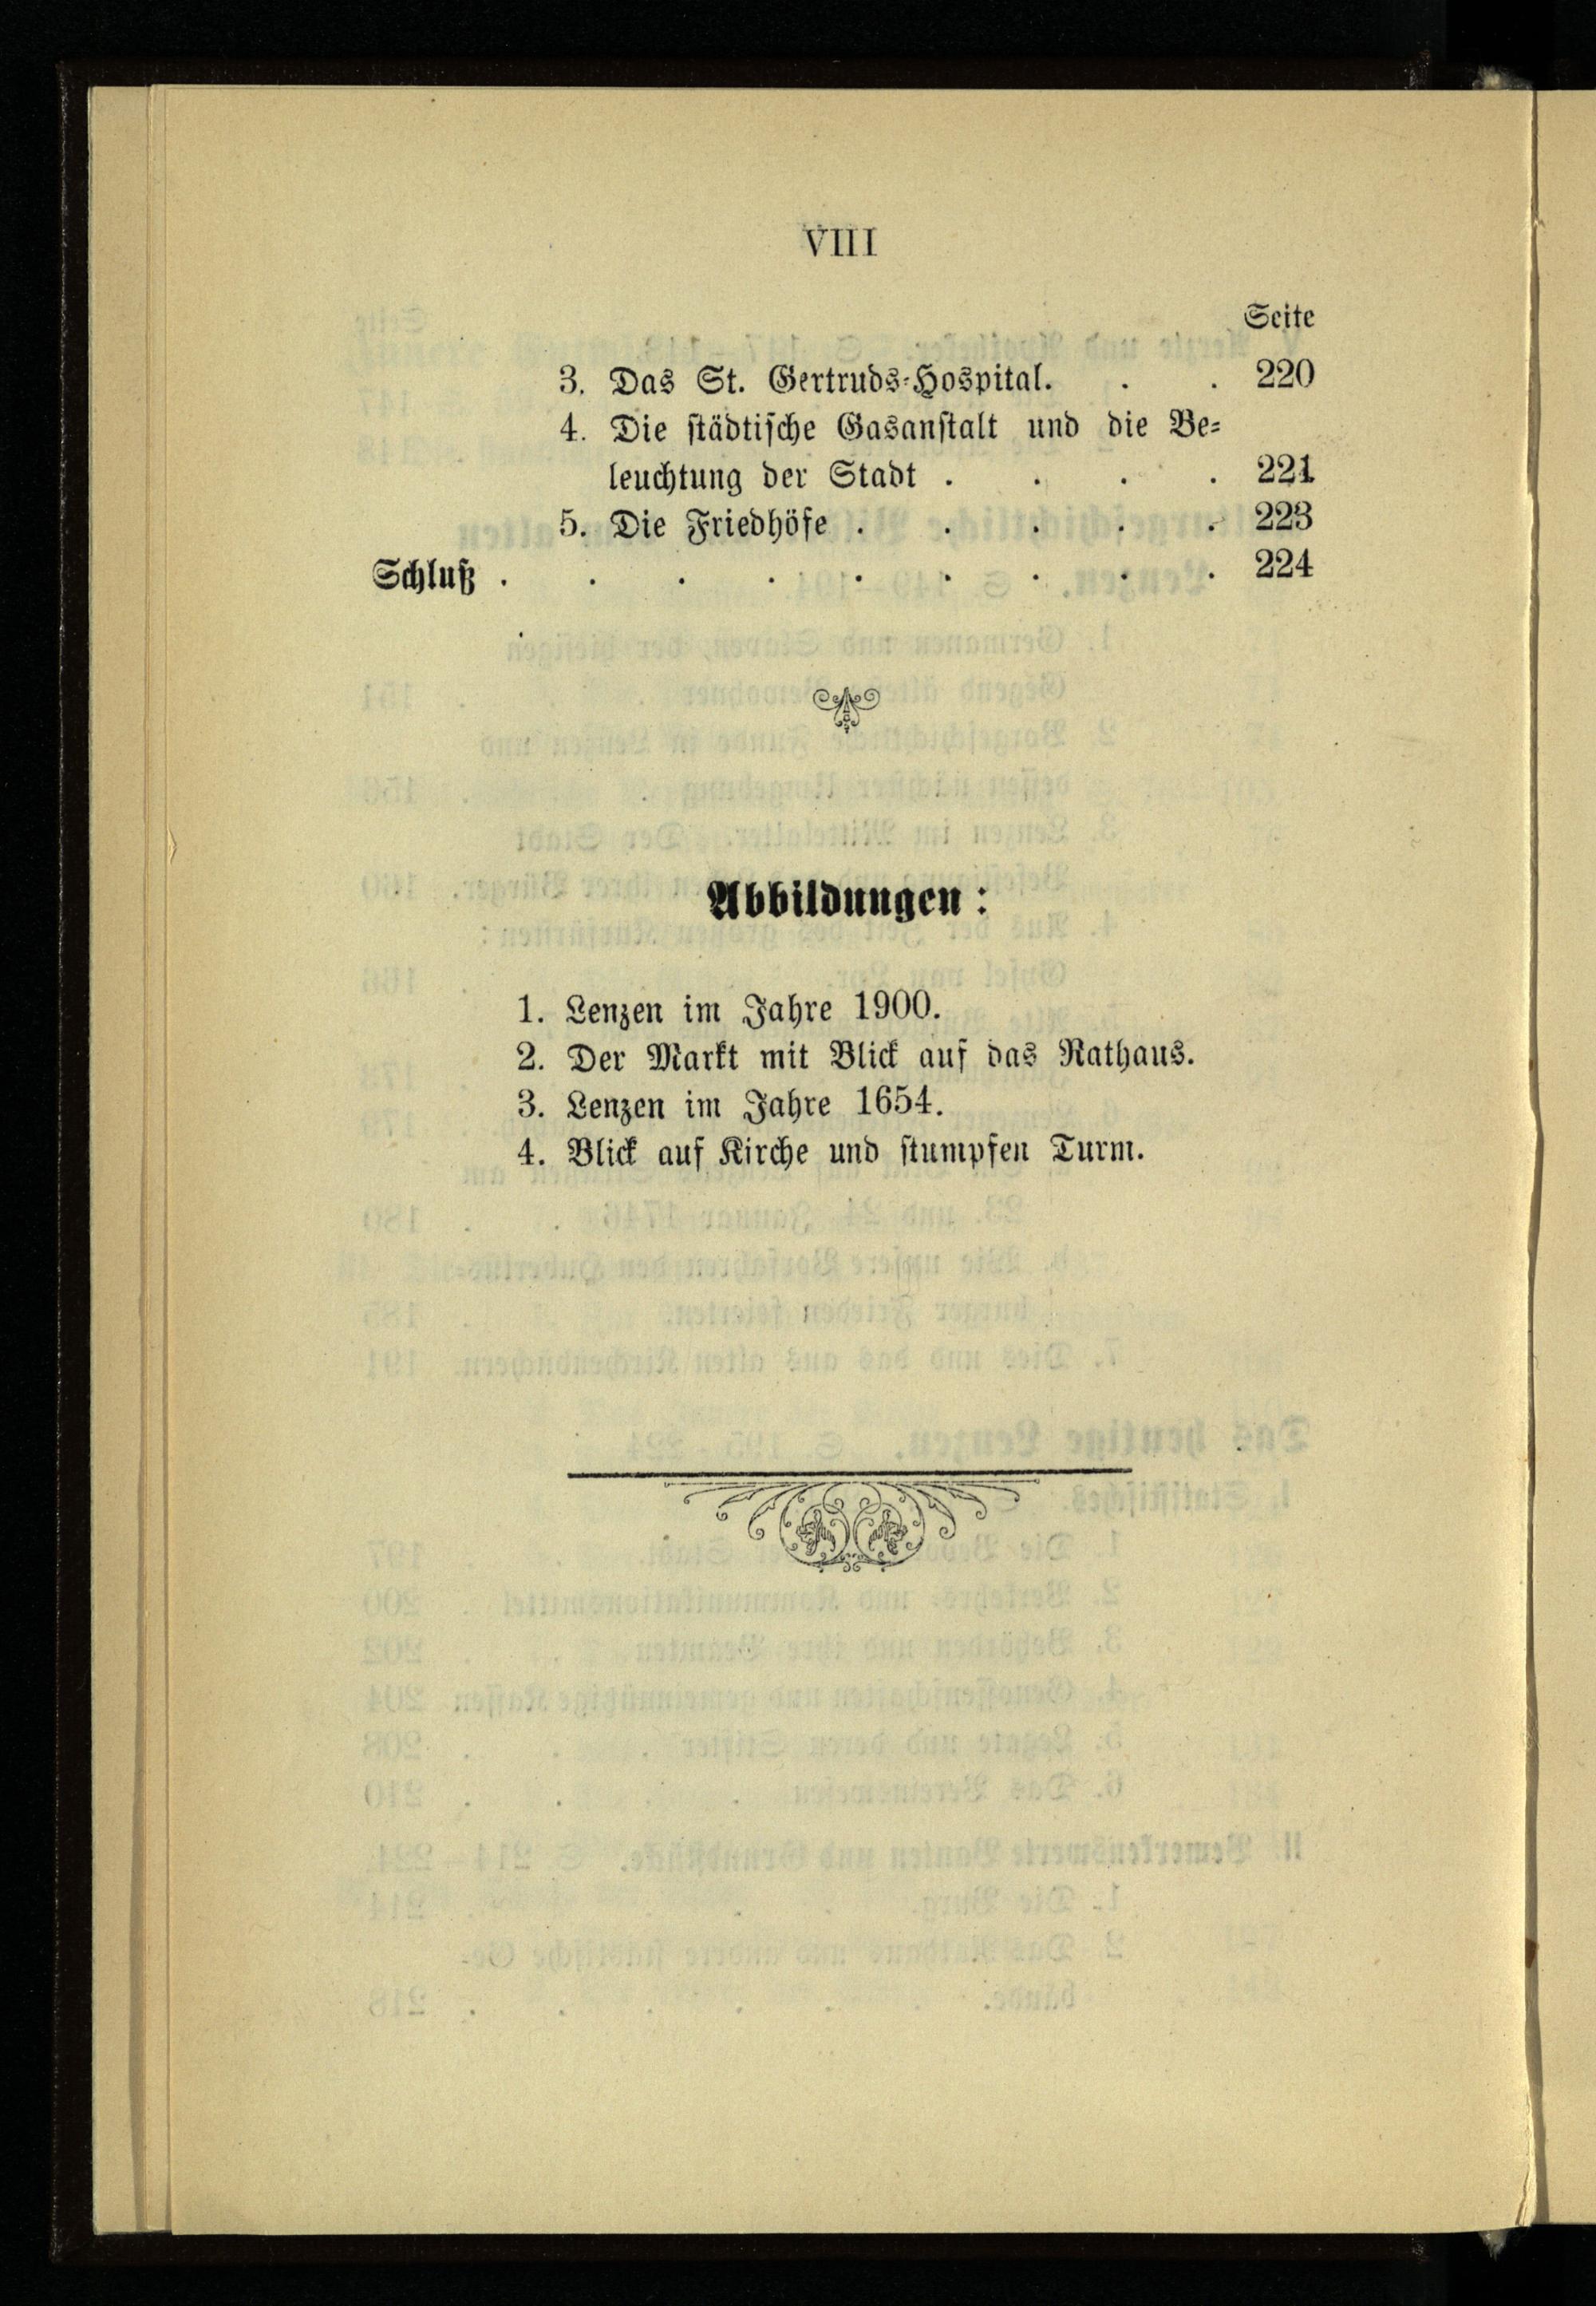 VIII
Seite
3. Das St. Gertruds-Hospital. . . 220
4. Die städtische Gasanstalt und die Be-
leuchtung der Stadt . . . . 221
5. Die Friedhöfe . . . . . 223
Schluß . . . . . . . . . 224
Abbildungen:
1. Lenzen im Jahre 1900.
2. Der Markt mit Blick auf das Rathaus.
3. Lenzen im Jahre 1654.
4. Blick auf Kirche und stumpfen Turm.